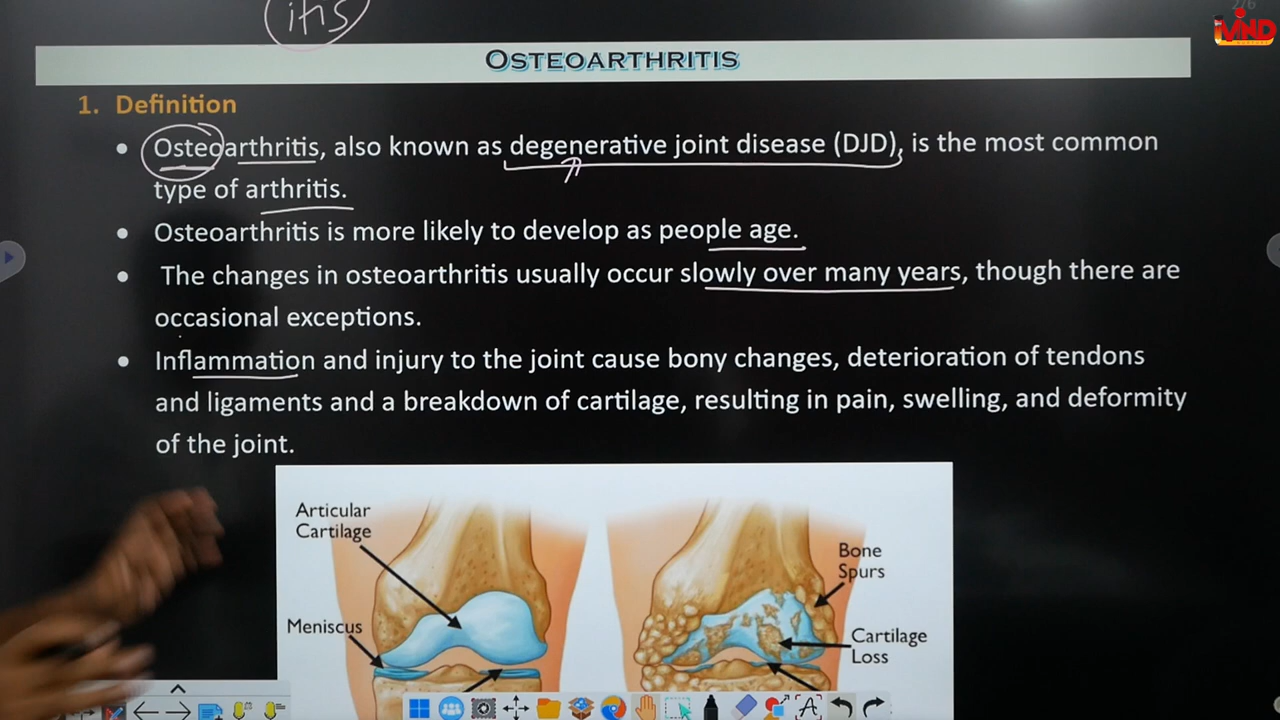 itis
2/6
iVIND
OSTEOARTHRITIS
1. Definition
• Osteoarthritis, also known as degenerative joint disease (DJD), is the most common
type of arthritis.
• Osteoarthritis is more likely to develop as people age.
• The changes in osteoarthritis usually occur slowly over many years, though there are
occasional exceptions.
• Inflammation and injury to the joint cause bony changes, deterioration of tendons
and ligaments and a breakdown of cartilage, resulting in pain, swelling, and deformity
of the joint.
Articular
Cartilage
Meniscus
Bone
Spurs
Cartilage
Loss